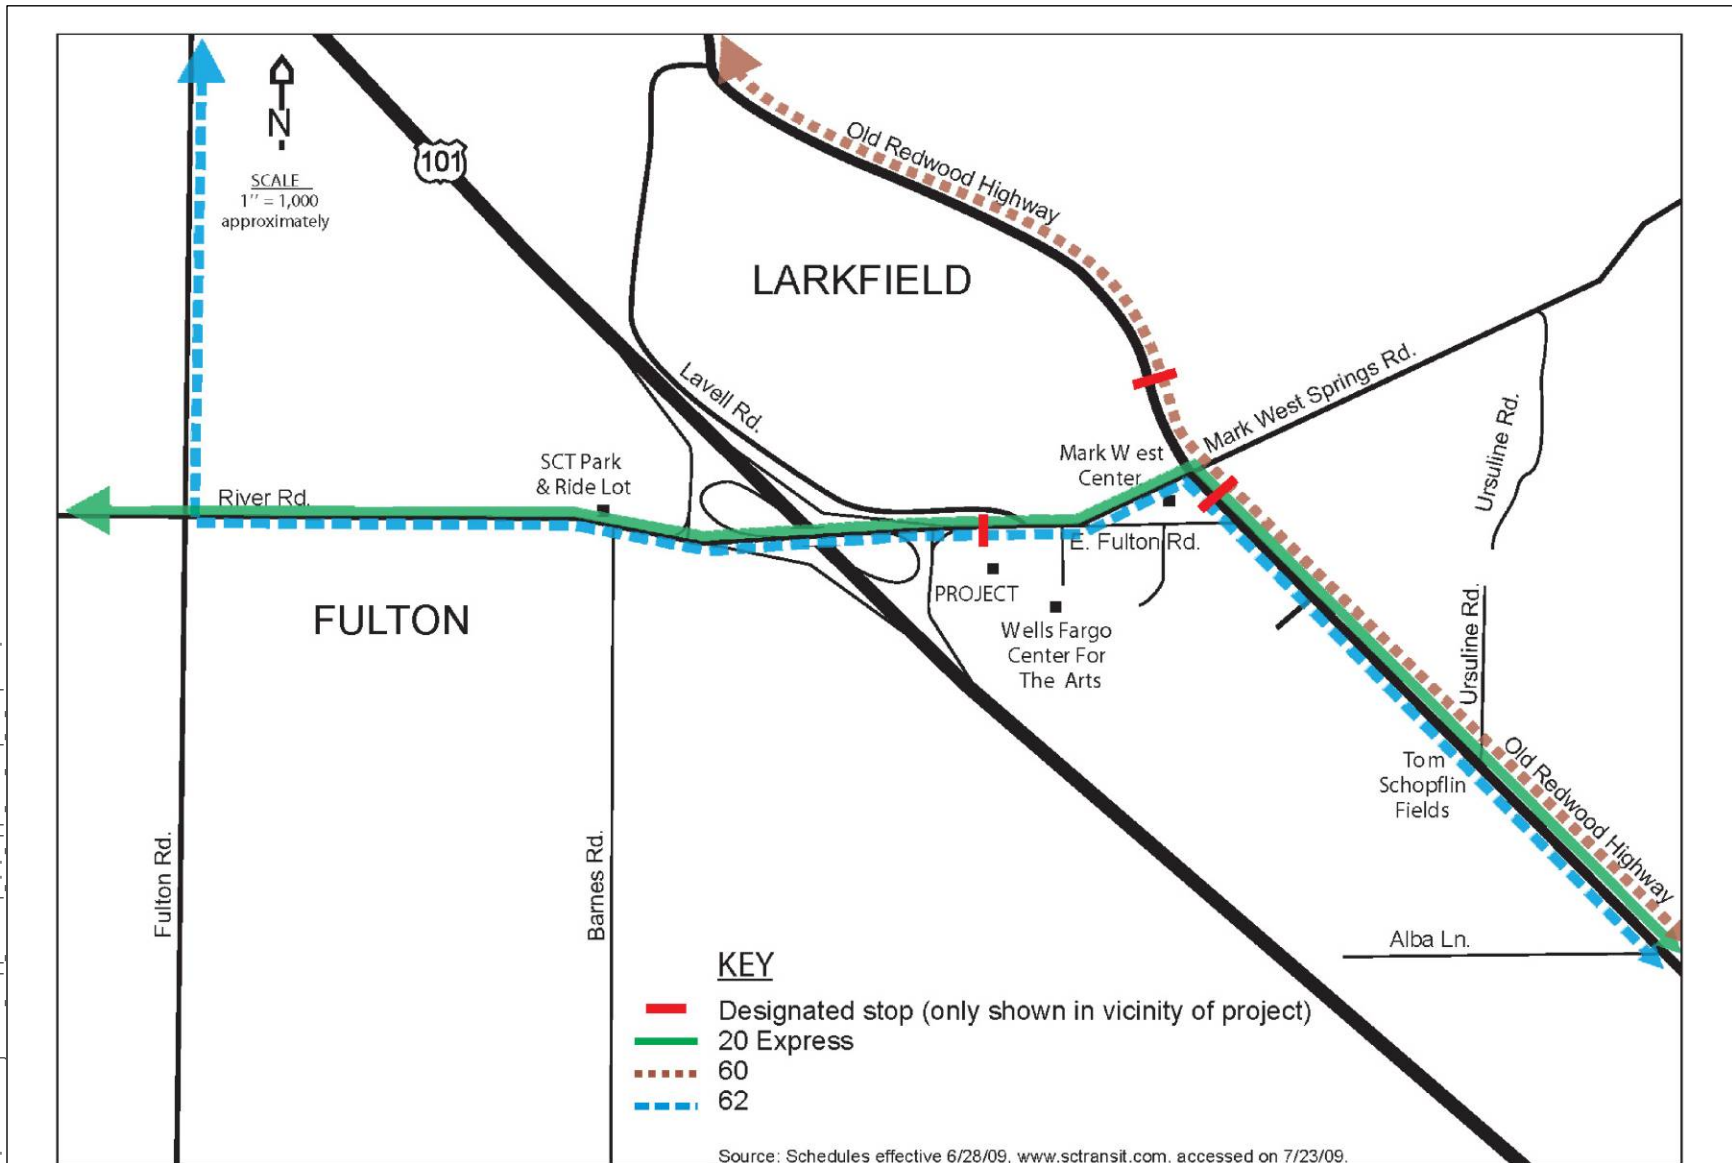 N
SCALE
1" = 1,000
approximately
101
Old Redwood Highway
LARKFIELD
Lavell Rd.
Mark West Springs Rd.
Ursuline Rd.
Mark W est
Center
SCT Park
& Ride Lot
River Rd.
E. Fulton Rd.
PROJECT
Wells Fargo
Center For
The Arts
FULTON
Ursuline Rd.
Tom
Schopflin
Fields
Old Redwood Highway
Fulton Rd.
Barnes Rd.
Alba Ln.
KEY
Designated stop (only shown in vicinity of project)
20 Express
60
62
Source: Schedules effective 6/28/09, www.sctransit.com, accessed on 7/23/09.